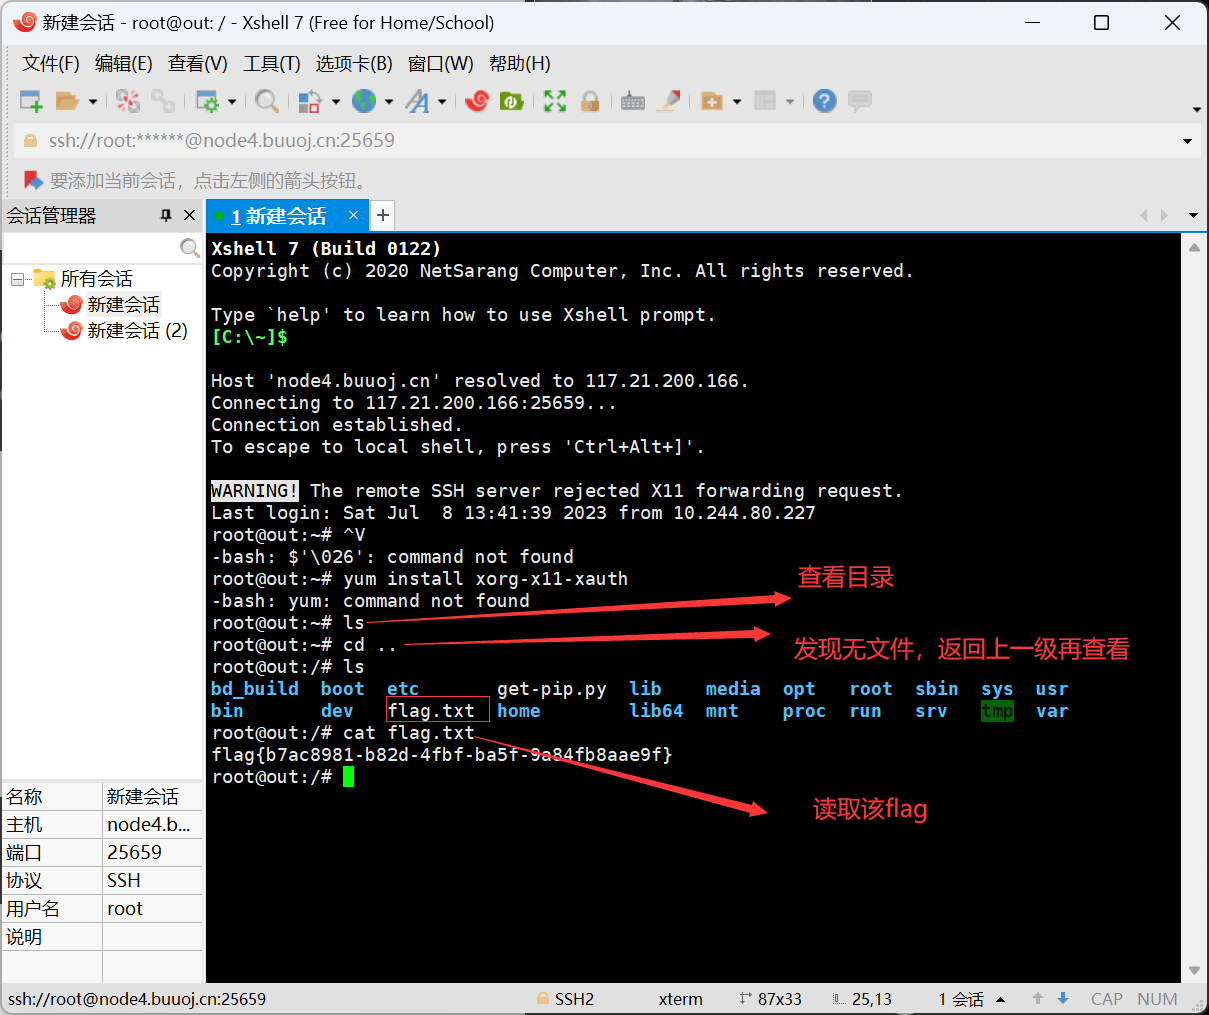 新建会话 - root@out: / - Xshell 7 (Free for Home/School)
文件(F) 编辑(E) 查看(V) 工具(T) 选项卡(B) 窗口(W) 帮助(H)
ssh://root:******@node4.buuoj.cn:25659
要添加当前会话，点击左侧的箭头按钮。
会话管理器
1 新建会话
所有会话
新建会话
新建会话 (2)
Xshell 7 (Build 0122)
Copyright (c) 2020 NetSarang Computer, Inc. All rights reserved.
Type `help' to learn how to use Xshell prompt.
[C:\~]$
Host 'node4.buuoj.cn' resolved to 117.21.200.166.
Connecting to 117.21.200.166:25659...
Connection established.
To escape to local shell, press 'Ctrl+Alt+]'.
WARNING! The remote SSH server rejected X11 forwarding request.
Last login: Sat Jul  8 13:41:39 2023 from 10.244.80.227
root@out:~# ^V
-bash: $'\026': command not found
root@out:~# yum install xorg-x11-xauth
-bash: yum: command not found
查看目录
root@out:~# ls
root@out:~# cd ..
发现无文件，返回上一级再查看
root@out:/# ls
bd_build boot etc get-pip.py lib media opt root sbin sys usr
bin dev flag.txt home lib64 mnt proc run srv tmp var
root@out:/# cat flag.txt
flag{b7ac8981-b82d-4fbf-ba5f-9a84fb8aae9f}
root@out:/#
读取该flag
名称 新建会话
主机 node4.b...
端口 25659
协议 SSH
用户名 root
说明
ssh://root@node4.buuoj.cn:25659 SSH2 xterm 87x33 25,13 1 会话 CAP NUM